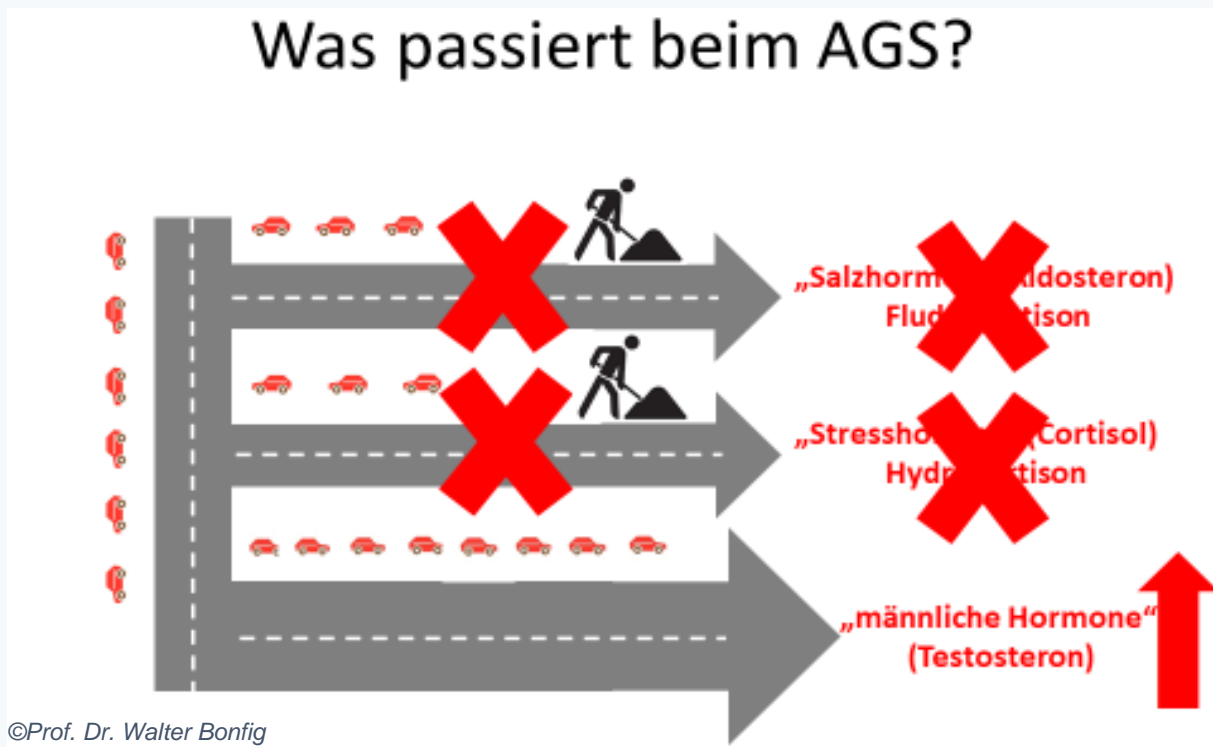 Was passiert beim AGS?
„Salzhorm ldosteron)
Flud tison
„Stressho (Cortisol)
Hydr tison
„männliche Hormone“
(Testosteron)
©Prof. Dr. Walter Bonfig